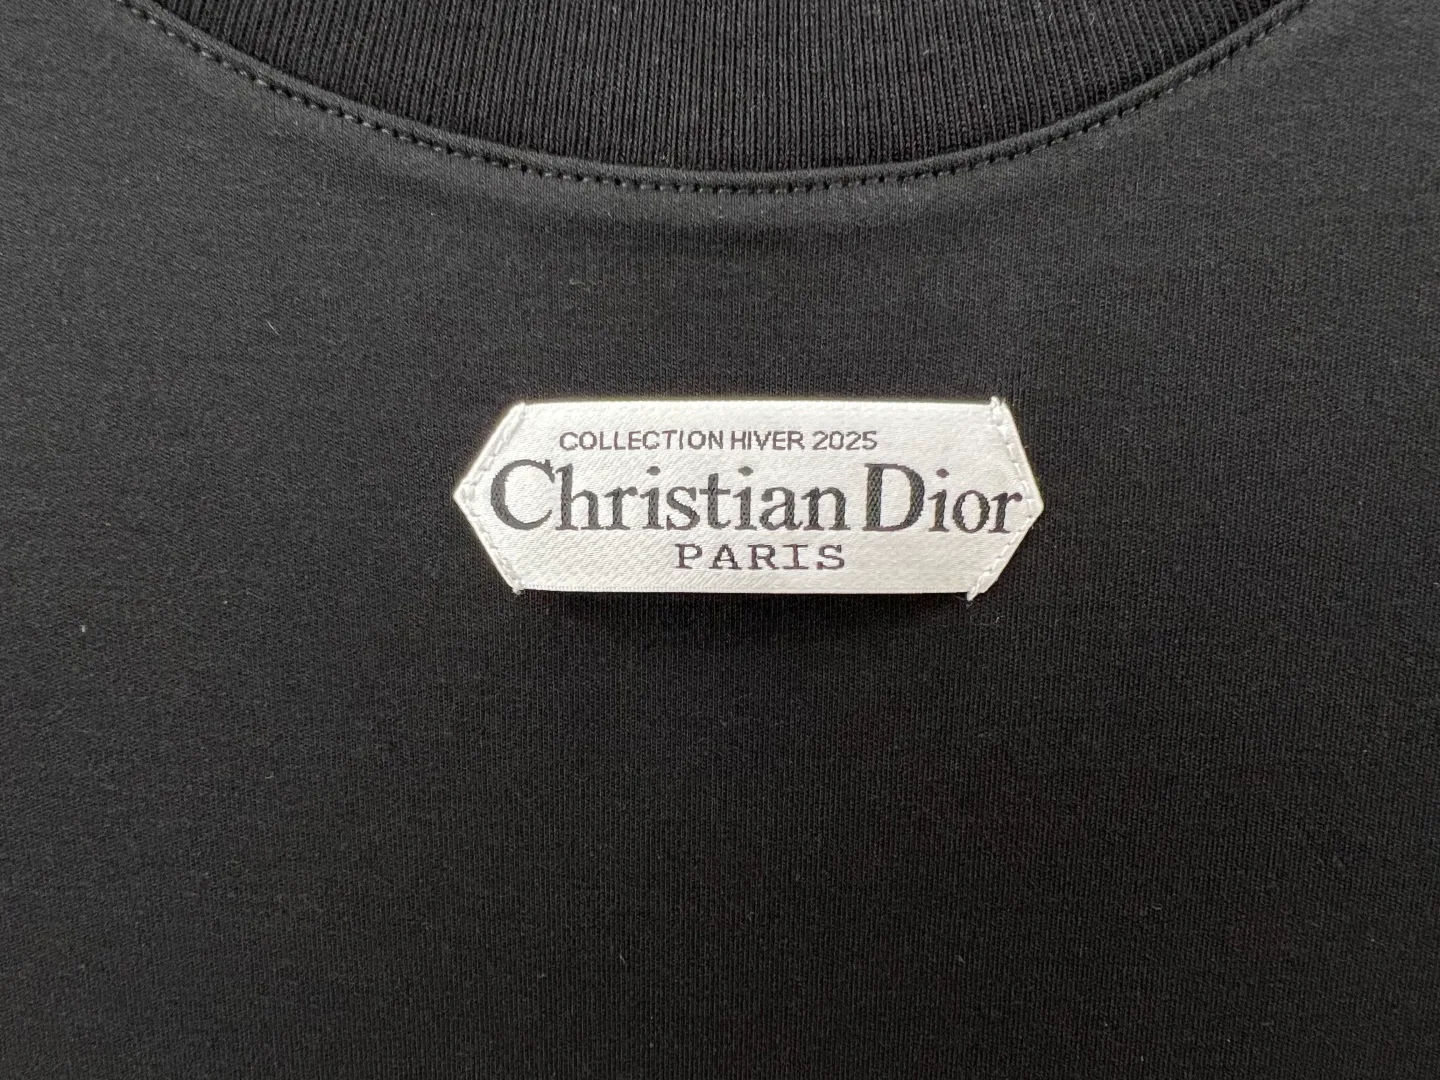 COLLECTION HIVER 2025
Christian Dior
PARIS